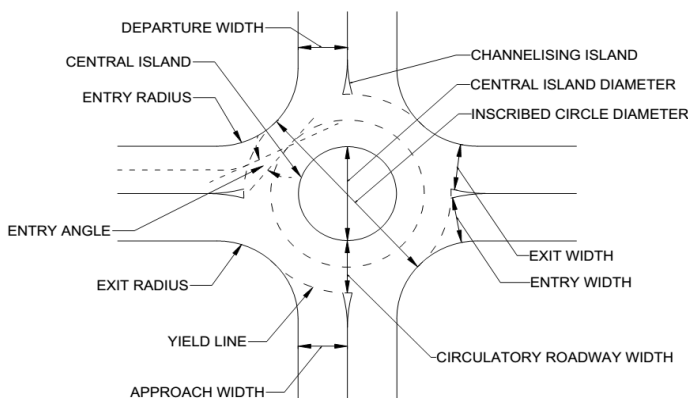 DEPARTURE WIDTH
CENTRAL ISLAND
CHANNELISING ISLAND
CENTRAL ISLAND DIAMETER
ENTRY RADIUS
INSCRIBED CIRCLE DIAMETER
ENTRY ANGLE
EXIT WIDTH
EXIT RADIUS
ENTRY WIDTH
YIELD LINE
CIRCULATORY ROADWAY WIDTH
APPROACH WIDTH